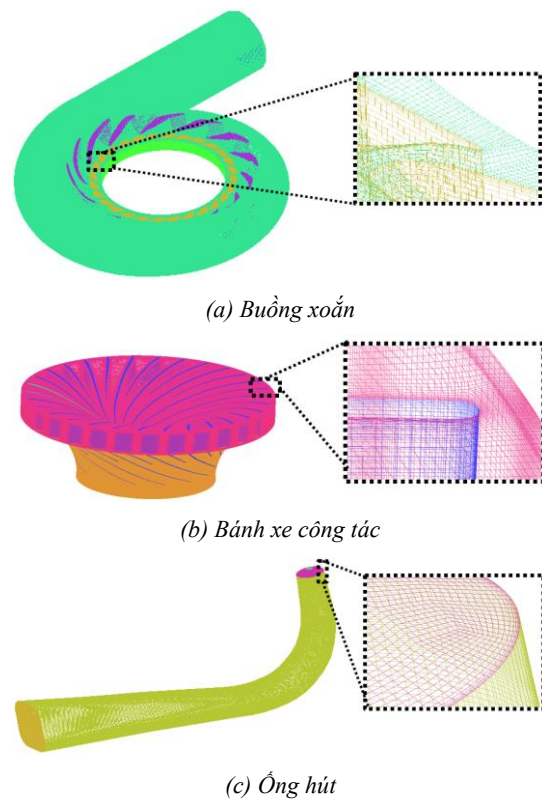 (a) Buồng xoắn
(b) Bánh xe công tác
(c) Ống hút